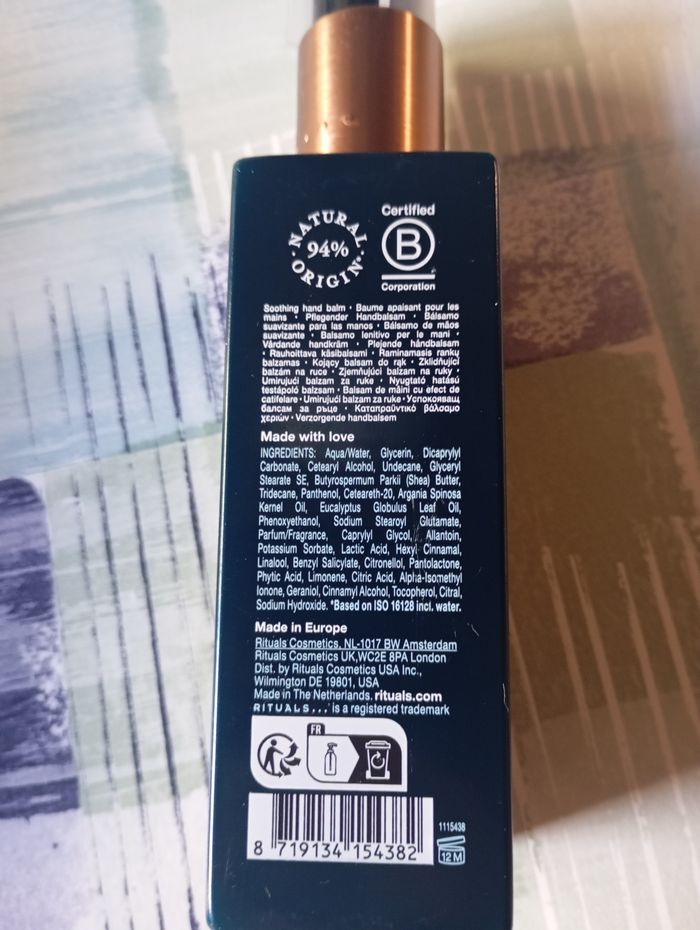 NATURAL
94%
ORIGIN*
Certified
B
Corporation
Soothing hand balm • Baume apaisant pour les
mains • Pflegender Handbalsam • Bálsamo
suavizante para las manos • Bálsamo de mãos
suavizante • Balsamo lenitivo per le mani •
Vårdande handkräm • Plejende håndbalsam
• Rauhoittava käsibalsami • Raminamasis rankų
balzamas • Kojący balsam do rąk • Zklidňující
balzám na ruce • Zjemňujúci balzam na ruky •
Umirujući balzam za ruke • Nyugtató hatású
testápoló balzsam • Balsam de mâini cu efect de
catifelare • Umirujući balzam za ruke • Успокояващ
балсам за ръце • Καταπραϋντικό βάλσαμο
χεριών • Verzorgende handbalsem
Made with love
INGREDIENTS: Aqua/Water, Glycerin, Dicaprylyl
Carbonate, Cetearyl Alcohol, Undecane, Glyceryl
Stearate SE, Butyrospermum Parkii (Shea) Butter,
Tridecane, Panthenol, Ceteareth-20, Argania Spinosa
Kernel Oil, Eucalyptus Globulus Leaf Oil,
Phenoxyethanol, Sodium Stearoyl Glutamate,
Parfum/Fragrance, Caprylyl Glycol, Allantoin,
Potassium Sorbate, Lactic Acid, Hexyl Cinnamal,
Linalool, Benzyl Salicylate, Citronellol, Pantolactone,
Phytic Acid, Limonene, Citric Acid, Alpha-Isomethyl
Ionone, Geraniol, Cinnamyl Alcohol, Tocopherol, Citral,
Sodium Hydroxide. *Based on ISO 16128 incl. water.
Made in Europe
Rituals Cosmetics, NL-1017 BW Amsterdam
Rituals Cosmetics UK,WC2E 8PA London
Dist. by Rituals Cosmetics USA Inc.,
Wilmington DE 19801, USA
Made in The Netherlands. rituals.com
RITUALS... is a registered trademark
FR
1115438
8 719134 154382
12 M